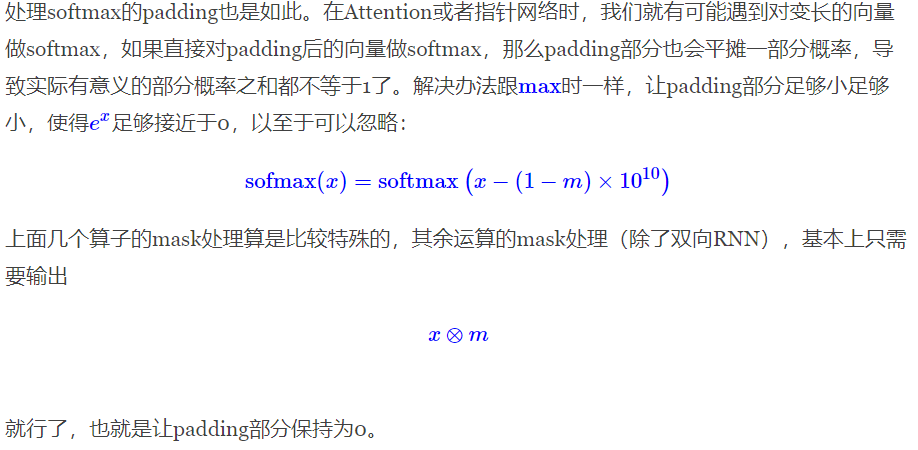 处理softmax的padding也是如此。在Attention或者指针网络时，我们就有可能遇到对变长的向量
做softmax，如果直接对padding后的向量做softmax，那么padding部分也会平摊一部分概率，导
致实际有意义的部分概率之和都不等于1了。解决办法跟max时一样，让padding部分足够小足够
小，使得e^x足够接近于0，以至于可以忽略：
sofmax(x) = softmax (x − (1 − m) × 10^10)
上面几个算子的mask处理算是比较特殊的，其余运算的mask处理（除了双向RNN），基本上只需
要输出
x ⊗ m
就行了，也就是让padding部分保持为0。